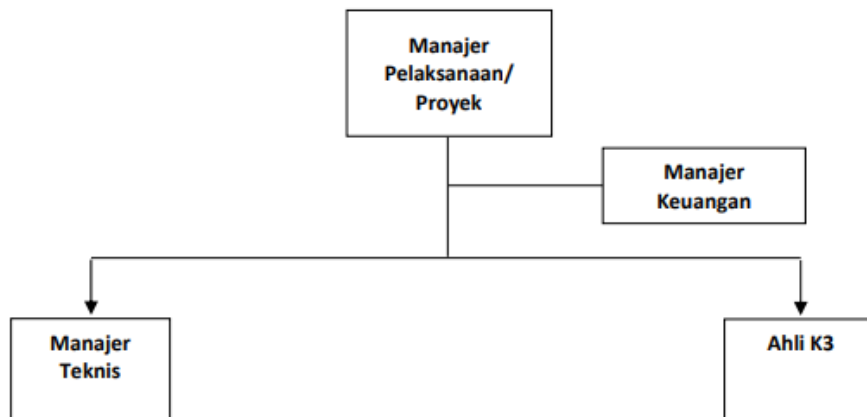 Manajer
Pelaksanaan/
Proyek
Manajer
Keuangan
Manajer
Teknis
Ahli K3